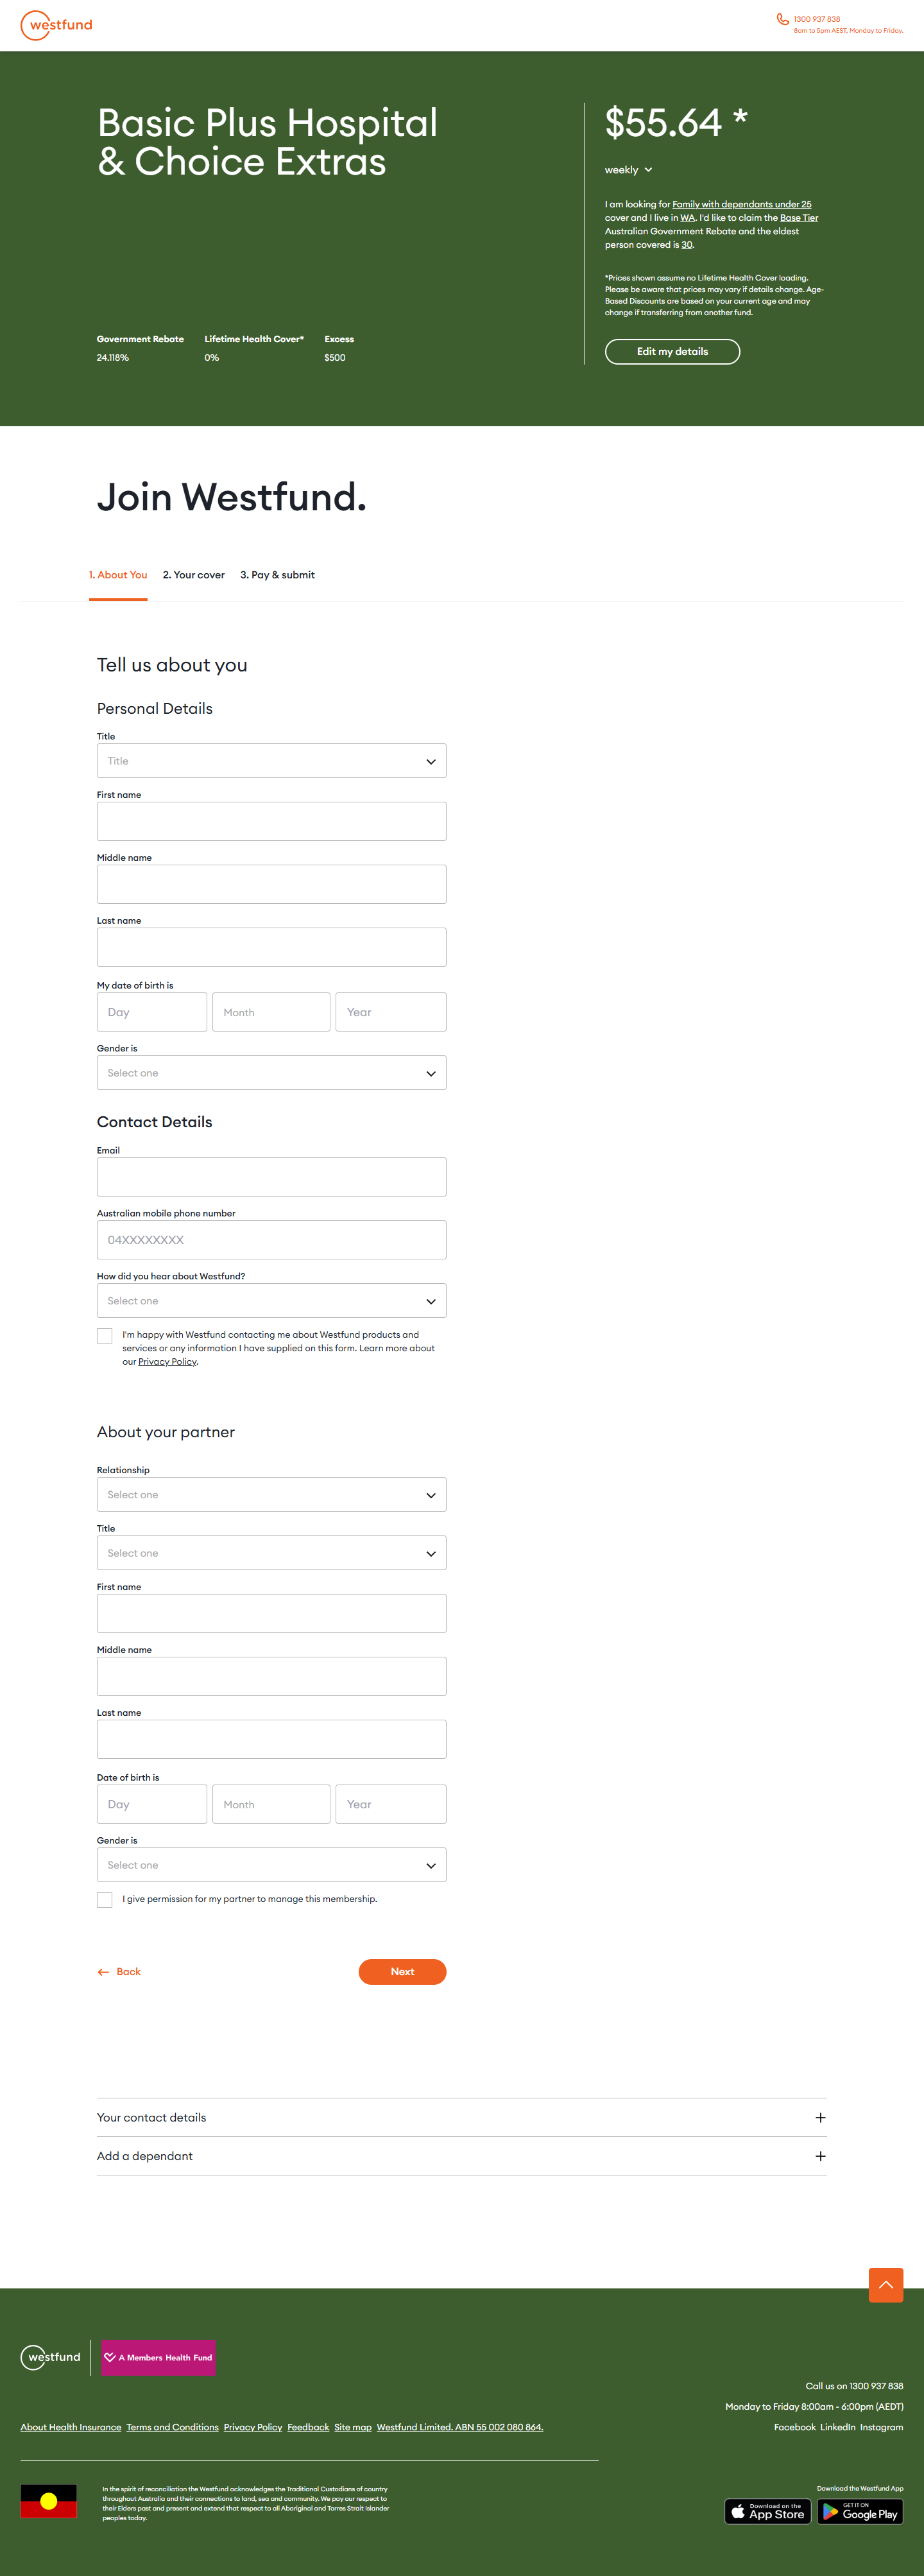 westfund
1300 937 838
8am to 5pm AEST, Monday to Friday.
Basic Plus Hospital
& Choice Extras
Government Rebate
24.118%
Lifetime Health Cover*
0%
Excess
$500
$55.64 *
weekly
I am looking for Family with dependants under 25
cover and I live in WA. I'd like to claim the Base Tier
Australian Government Rebate and the eldest
person covered is 30.
*Prices shown assume no Lifetime Health Cover loading.
Please be aware that prices may vary if details change. Age-
Based Discounts are based on your current age and may
change if transferring from another fund.
Edit my details
Join Westfund.
1. About You
2. Your cover
3. Pay & submit
Tell us about you
Personal Details
Title
Title
First name
Middle name
Last name
My date of birth is
Day
Month
Year
Gender is
Select one
Contact Details
Email
Australian mobile phone number
04XXXXXXXX
How did you hear about Westfund?
Select one
I'm happy with Westfund contacting me about Westfund products and
services or any information I have supplied on this form. Learn more about
our Privacy Policy.
About your partner
Relationship
Select one
Title
Select one
First name
Middle name
Last name
Date of birth is
Day
Month
Year
Gender is
Select one
I give permission for my partner to manage this membership.
Back
Next
Your contact details
Add a dependant
westfund
A Members Health Fund
Call us on 1300 937 838
Monday to Friday 8:00am - 6:00pm (AEDT)
Facebook LinkedIn Instagram
About Health Insurance Terms and Conditions Privacy Policy Feedback Site map Westfund Limited. ABN 55 002 080 864.
In the spirit of reconciliation the Westfund acknowledges the Traditional Custodians of country
throughout Australia and their connections to land, sea and community. We pay our respect to
their Elders past and present and extend that respect to all Aboriginal and Torres Strait Islander
peoples today.
Download the Westfund App
Download on the
App Store
GET IT ON
Google Play